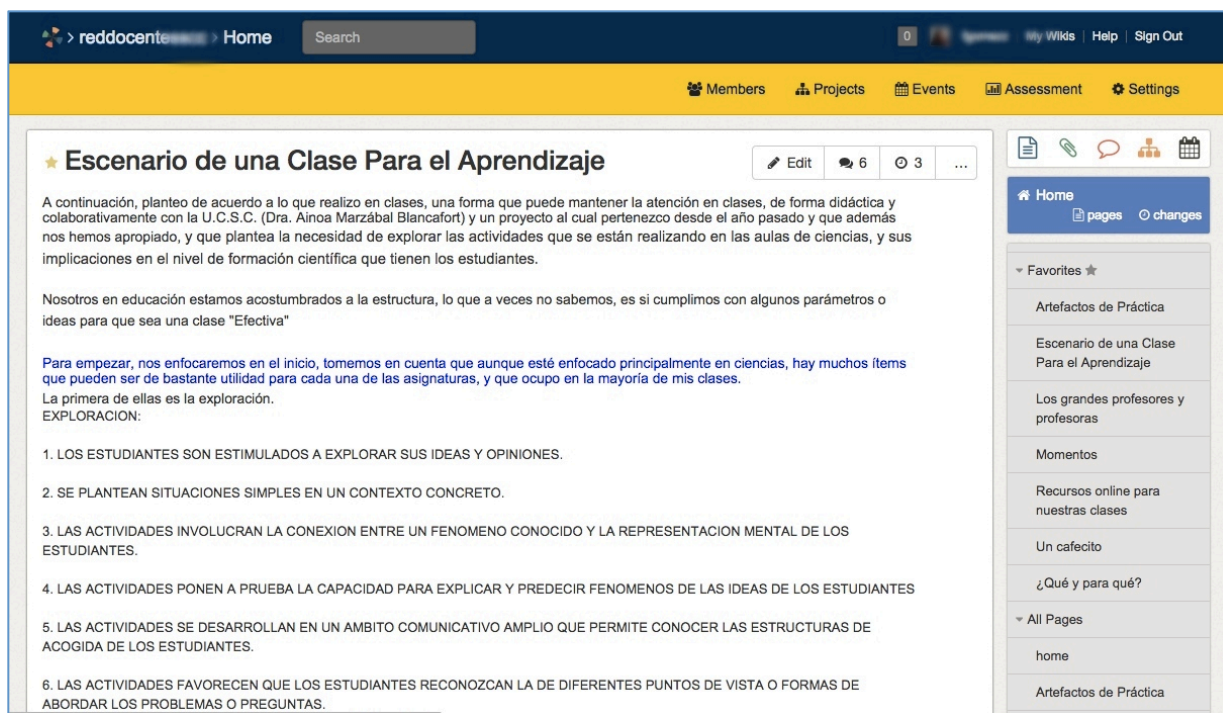 > reddocente > Home
Search
0
My Wikis | Help | Sign Out
Members
Projects
Events
Assessment
Settings
Escenario de una Clase Para el Aprendizaje
Edit
6
3
...
A continuación, planteo de acuerdo a lo que realizo en clases, una forma que puede mantener la atención en clases, de forma didáctica y
colaborativamente con la U.C.S.C. (Dra. Ainoa Marzábal Blancafort) y un proyecto al cual pertenezco desde el año pasado y que además
nos hemos apropiado, y que plantea la necesidad de explorar las actividades que se están realizando en las aulas de ciencias, y sus
implicaciones en el nivel de formación científica que tienen los estudiantes.
Nosotros en educación estamos acostumbrados a la estructura, lo que a veces no sabemos, es si cumplimos con algunos parámetros o
ideas para que sea una clase "Efectiva"
Para empezar, nos enfocaremos en el inicio, tomemos en cuenta que aunque esté enfocado principalmente en ciencias, hay muchos ítems
que pueden ser de bastante utilidad para cada una de las asignaturas, y que ocupo en la mayoría de mis clases.
La primera de ellas es la exploración.
EXPLORACION:
1. LOS ESTUDIANTES SON ESTIMULADOS A EXPLORAR SUS IDEAS Y OPINIONES.
2. SE PLANTEAN SITUACIONES SIMPLES EN UN CONTEXTO CONCRETO.
3. LAS ACTIVIDADES INVOLUCRAN LA CONEXION ENTRE UN FENOMENO CONOCIDO Y LA REPRESENTACION MENTAL DE LOS
ESTUDIANTES.
4. LAS ACTIVIDADES PONEN A PRUEBA LA CAPACIDAD PARA EXPLICAR Y PREDECIR FENOMENOS DE LAS IDEAS DE LOS ESTUDIANTES
5. LAS ACTIVIDADES SE DESARROLLAN EN UN AMBITO COMUNICATIVO AMPLIO QUE PERMITE CONOCER LAS ESTRUCTURAS DE
ACOGIDA DE LOS ESTUDIANTES.
6. LAS ACTIVIDADES FAVORECEN QUE LOS ESTUDIANTES RECONOZCAN LA DE DIFERENTES PUNTOS DE VISTA O FORMAS DE
ABORDAR LOS PROBLEMAS O PREGUNTAS.
Home
pages
changes
Favorites
Artefactos de Práctica
Escenario de una Clase
Para el Aprendizaje
Los grandes profesores y
profesoras
Momentos
Recursos online para
nuestras clases
Un cafecito
¿Qué y para qué?
All Pages
home
Artefactos de Práctica